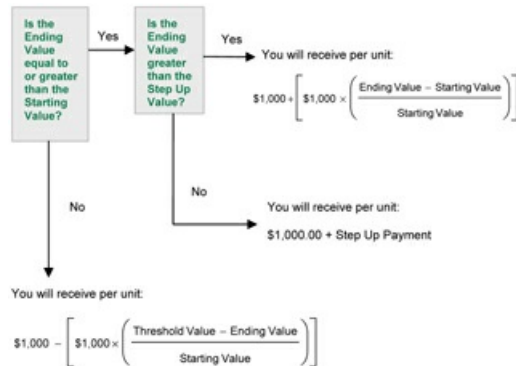 Is the
Ending
Value
equal to
or greater
than the
Starting
Value?
Yes
Is the
Ending
Value
greater
than the
Step Up
Value?
Yes
You will receive per unit:
$1,000 + [ $1,000 × ( Ending Value – Starting Value
Starting Value ) ]
No
You will receive per unit:
$1,000.00 + Step Up Payment
No
You will receive per unit:
$1,000 – [ $1,000 × ( Threshold Value – Ending Value
Starting Value ) ]